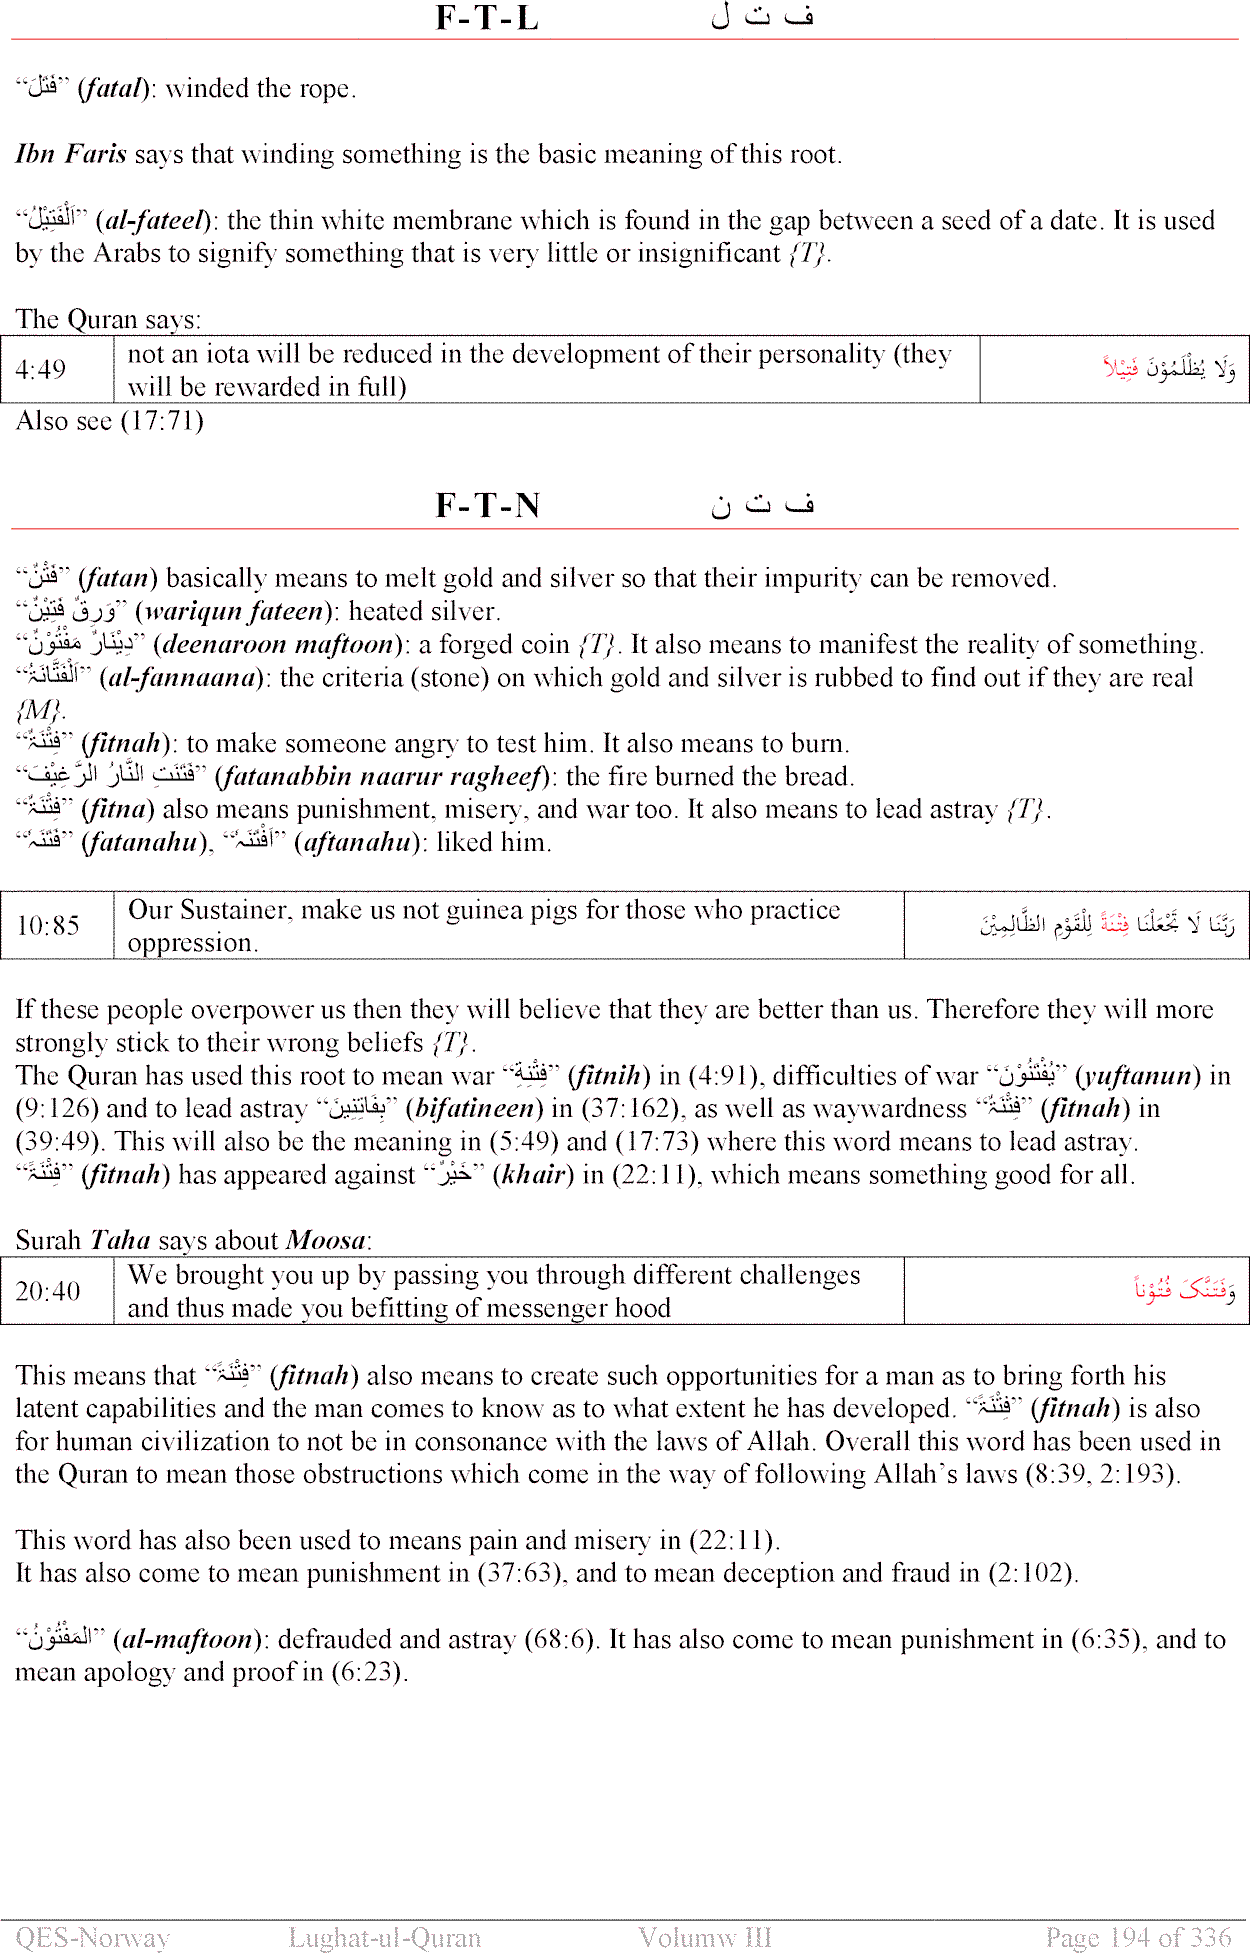 F-T-L ف ت ل
“فَتَلَ” (fatal): winded the rope.
Ibn Faris says that winding something is the basic meaning of this root.
“اَلْفَتِيْلُ” (al-fateel): the thin white membrane which is found in the gap between a seed of a date. It is used
by the Arabs to signify something that is very little or insignificant {T}.
The Quran says:
4:49 not an iota will be reduced in the development of their personality (they
will be rewarded in full) وَلَا يُظْلَمُوْنَ فَتِيْلاً
Also see (17:71)
F-T-N ف ت ن
“فَتْنٌ” (fatan) basically means to melt gold and silver so that their impurity can be removed.
“وَرِقٌ فَتِيْنٌ” (wariqun fateen): heated silver.
“دِيْنَارٌ مَفْتُوْنٌ” (deenaroon maftoon): a forged coin {T}. It also means to manifest the reality of something.
“اَلْفَتَّانَۃُ” (al-fannaana): the criteria (stone) on which gold and silver is rubbed to find out if they are real
{M}.
“فِتْنَۃٌ” (fitnah): to make someone angry to test him. It also means to burn.
“فَتَنَتِ النَّارُ الرَّغِيْفَ” (fatanabbin naarur ragheef): the fire burned the bread.
“فِتْنَۃٌ” (fitna) also means punishment, misery, and war too. It also means to lead astray {T}.
“فَتَنَہٗ” (fatanahu), “اَفْتَنَہٗ” (aftanahu): liked him.
10:85 Our Sustainer, make us not guinea pigs for those who practice
oppression. رَبَّنَا لَا تَجْعَلْنَا فِتْنَةً لِلْقَوْمِ الظَّالِمِيْنَ
If these people overpower us then they will believe that they are better than us. Therefore they will more
strongly stick to their wrong beliefs {T}.
The Quran has used this root to mean war “فِتْنِةِ” (fitnih) in (4:91), difficulties of war “يُفْتَنُوْنَ” (yuftanun) in
(9:126) and to lead astray “بِفَاتِنِينَ” (bifatineen) in (37:162), as well as waywardness “فِتْنَۃٌ” (fitnah) in
(39:49). This will also be the meaning in (5:49) and (17:73) where this word means to lead astray.
“فِتْنَۃً” (fitnah) has appeared against “خَيْرٌ” (khair) in (22:11), which means something good for all.
Surah Taha says about Moosa:
20:40 We brought you up by passing you through different challenges
and thus made you befitting of messenger hood وَفَتَنّٰکَ فُتُوْناً
This means that “فِتْنَۃً” (fitnah) also means to create such opportunities for a man as to bring forth his
latent capabilities and the man comes to know as to what extent he has developed. “فِتْنَۃً” (fitnah) is also
for human civilization to not be in consonance with the laws of Allah. Overall this word has been used in
the Quran to mean those obstructions which come in the way of following Allah’s laws (8:39, 2:193).
This word has also been used to means pain and misery in (22:11).
It has also come to mean punishment in (37:63), and to mean deception and fraud in (2:102).
“المَفْتُوْنُ” (al-maftoon): defrauded and astray (68:6). It has also come to mean punishment in (6:35), and to
mean apology and proof in (6:23).
QES-Norway Lughat-ul-Quran Volumw III Page 194 of 336